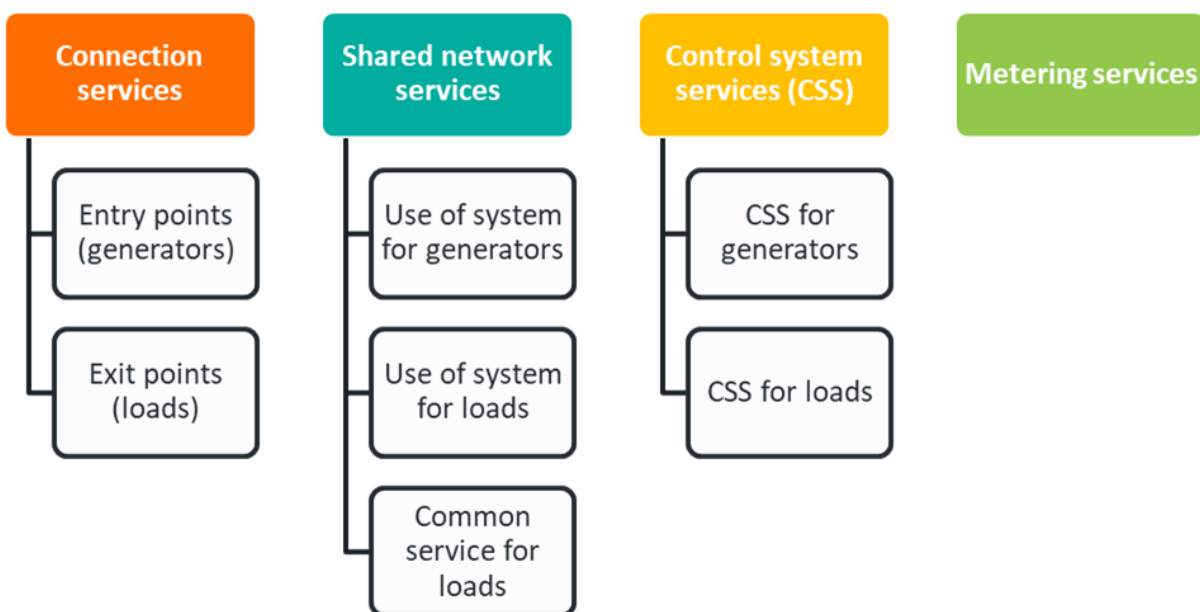 Connection
services
Entry points
(generators)
Exit points
(loads)
Shared network
services
Use of system
for generators
Use of system
for loads
Common
service for
loads
Control system
services (CSS)
CSS for
generators
CSS for loads
Metering services